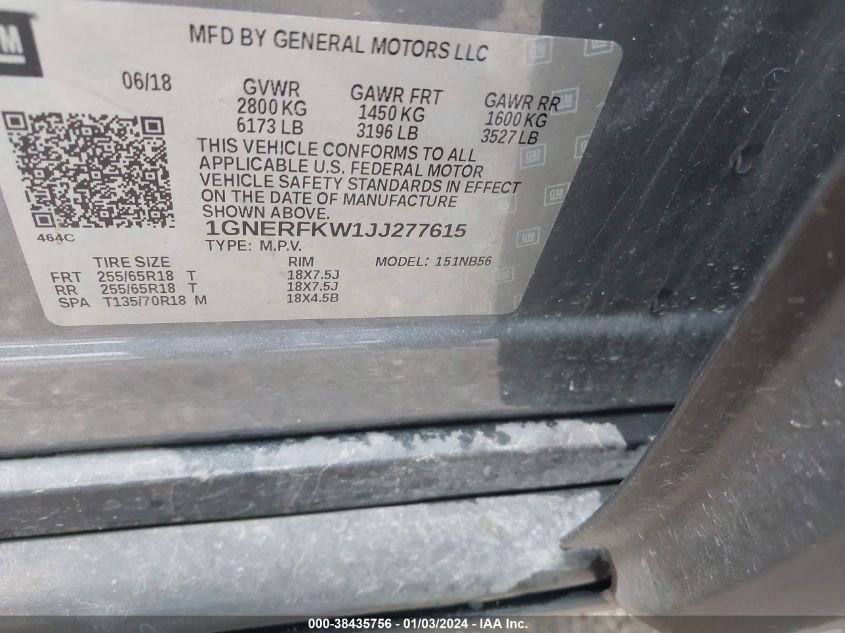 GM
MFD BY GENERAL MOTORS LLC
06/18
GVWR
2800 KG
6173 LB
GAWR FRT
1450 KG
3196 LB
GAWR RR
1600 KG
3527 LB
THIS VEHICLE CONFORMS TO ALL
APPLICABLE U.S. FEDERAL MOTOR
VEHICLE SAFETY STANDARDS IN EFFECT
ON THE DATE OF MANUFACTURE
SHOWN ABOVE.
464C
1GNERFKW1JJ277615
TYPE: M.P.V.
MODEL: 151NB56
TIRE SIZE RIM
FRT 255/65R18 T 18X7.5J
RR 255/65R18 T 18X7.5J
SPA T135/70R18 M 18X4.5B
000-38435756 - 01/03/2024 - IAA Inc.